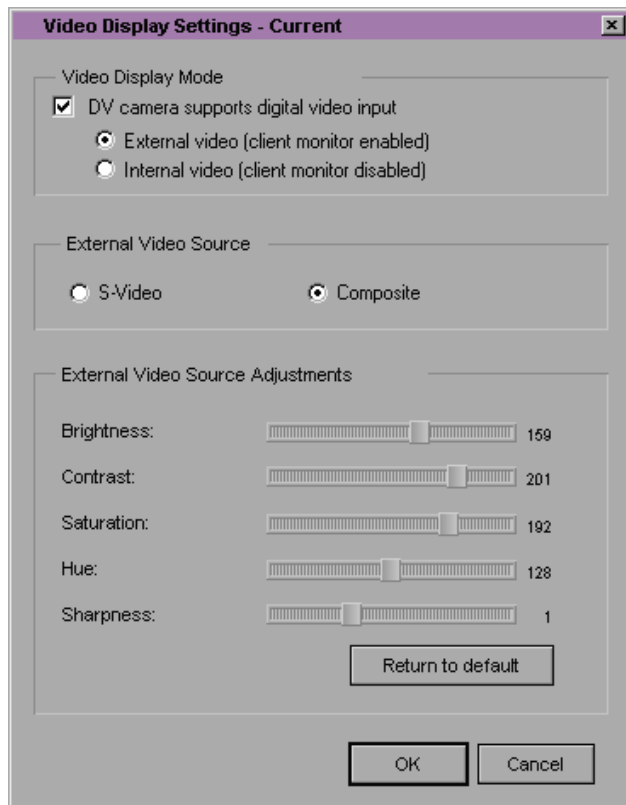 Video Display Settings - Current
Video Display Mode
DV camera supports digital video input
External video (client monitor enabled)
Internal video (client monitor disabled)
External Video Source
S-Video
Composite
External Video Source Adjustments
Brightness: 159
Contrast: 201
Saturation: 192
Hue: 128
Sharpness: 1
Return to default
OK
Cancel